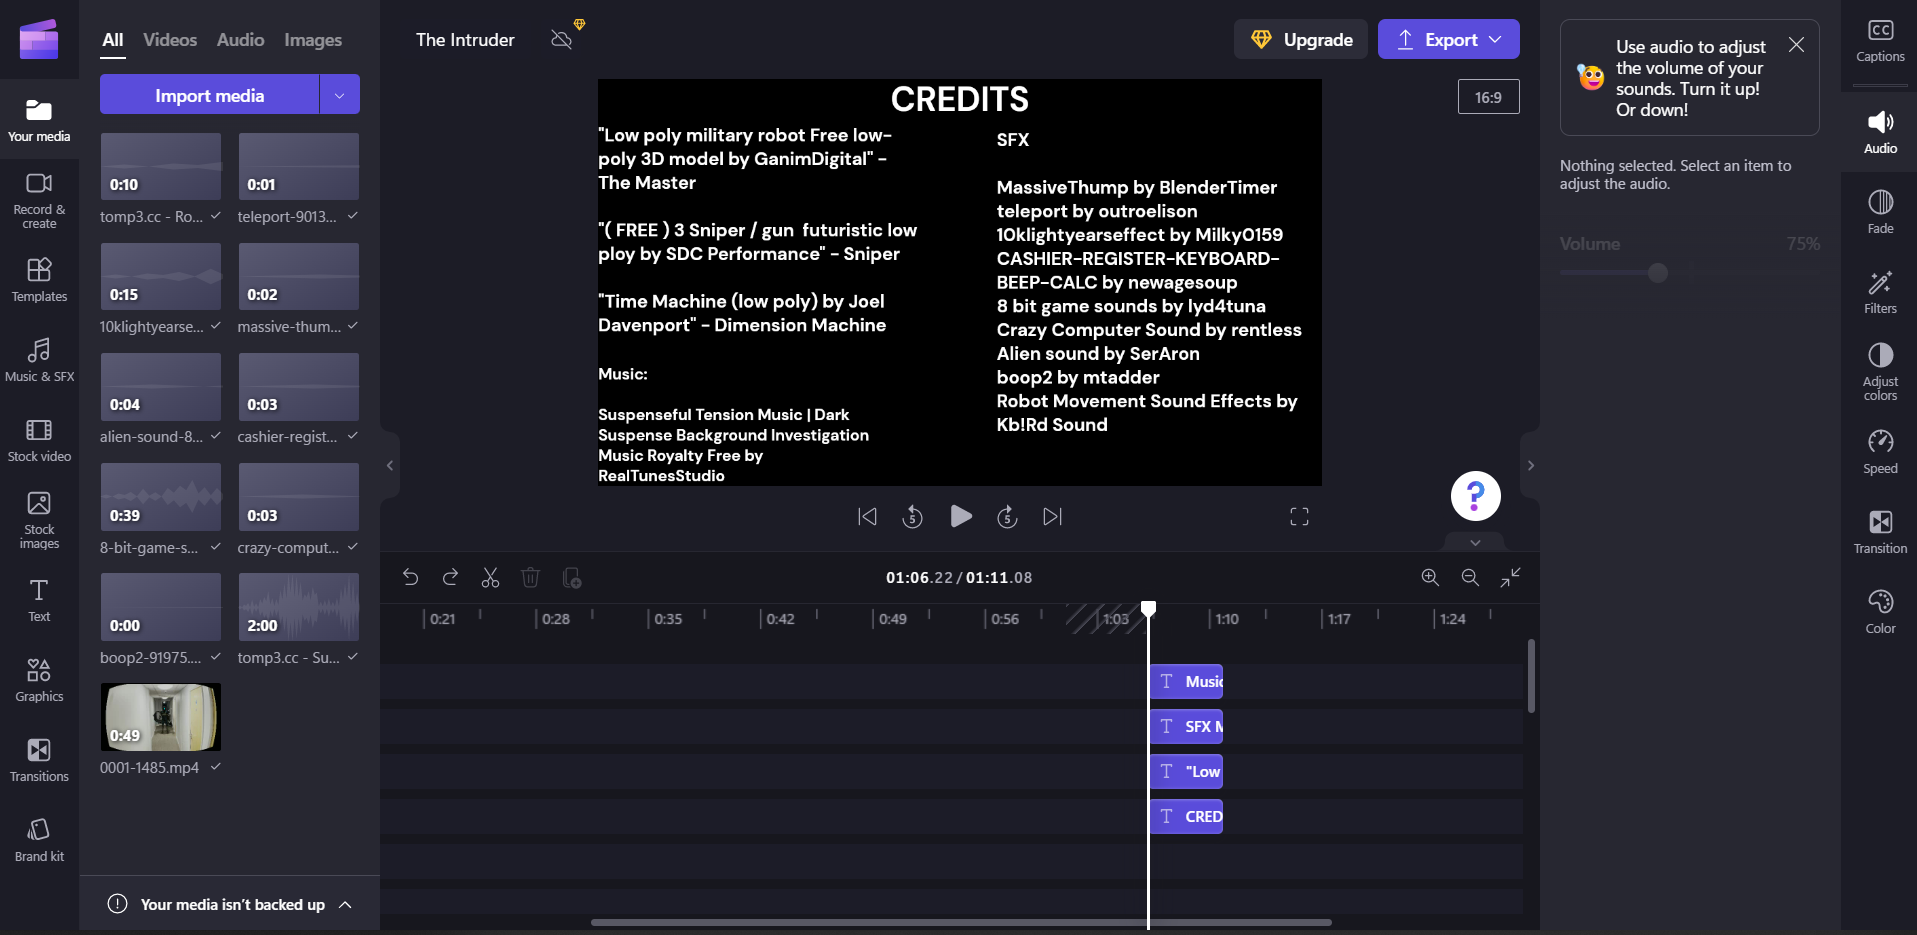 Your media
Record &
create
Templates
Music & SFX
Stock video
Stock
images
Text
Graphics
Transitions
Brand kit
All Videos Audio Images
Import media
0:10
tomp3.cc - Ro...
0:01
teleport-9013...
0:15
10klightyearse...
0:02
massive-thum...
0:04
alien-sound-8...
0:03
cashier-regist...
0:39
8-bit-game-s...
0:03
crazy-comput...
0:00
boop2-91975....
2:00
tomp3.cc - Su...
0:49
0001-1485.mp4
Your media isn't backed up
The Intruder
Upgrade
Export
16:9
CREDITS
"Low poly military robot Free low-
poly 3D model by GanimDigital" -
The Master
"( FREE ) 3 Sniper / gun futuristic low
ploy by SDC Performance" - Sniper
"Time Machine (low poly) by Joel
Davenport" - Dimension Machine
Music:
Suspenseful Tension Music | Dark
Suspense Background Investigation
Music Royalty Free by
RealTunesStudio
SFX
MassiveThump by BlenderTimer
teleport by outroelison
10klightyearseffect by Milky0159
CASHIER-REGISTER-KEYBOARD-
BEEP-CALC by newagesoup
8 bit game sounds by lyd4tuna
Crazy Computer Sound by rentless
Alien sound by SerAron
boop2 by mtadder
Robot Movement Sound Effects by
Kb!Rd Sound
5
5
?
01:06.22 / 01:11.08
0:21 0:28 0:35 0:42 0:49 0:56 1:03 1:10 1:17 1:24
T Music
T SFX M
T "Low
T CRED
Use audio to adjust
the volume of your
sounds. Turn it up!
Or down!
Nothing selected. Select an item to
adjust the audio.
Volume 75%
CC
Captions
Audio
Fade
Filters
Adjust
colors
Speed
Transition
Color